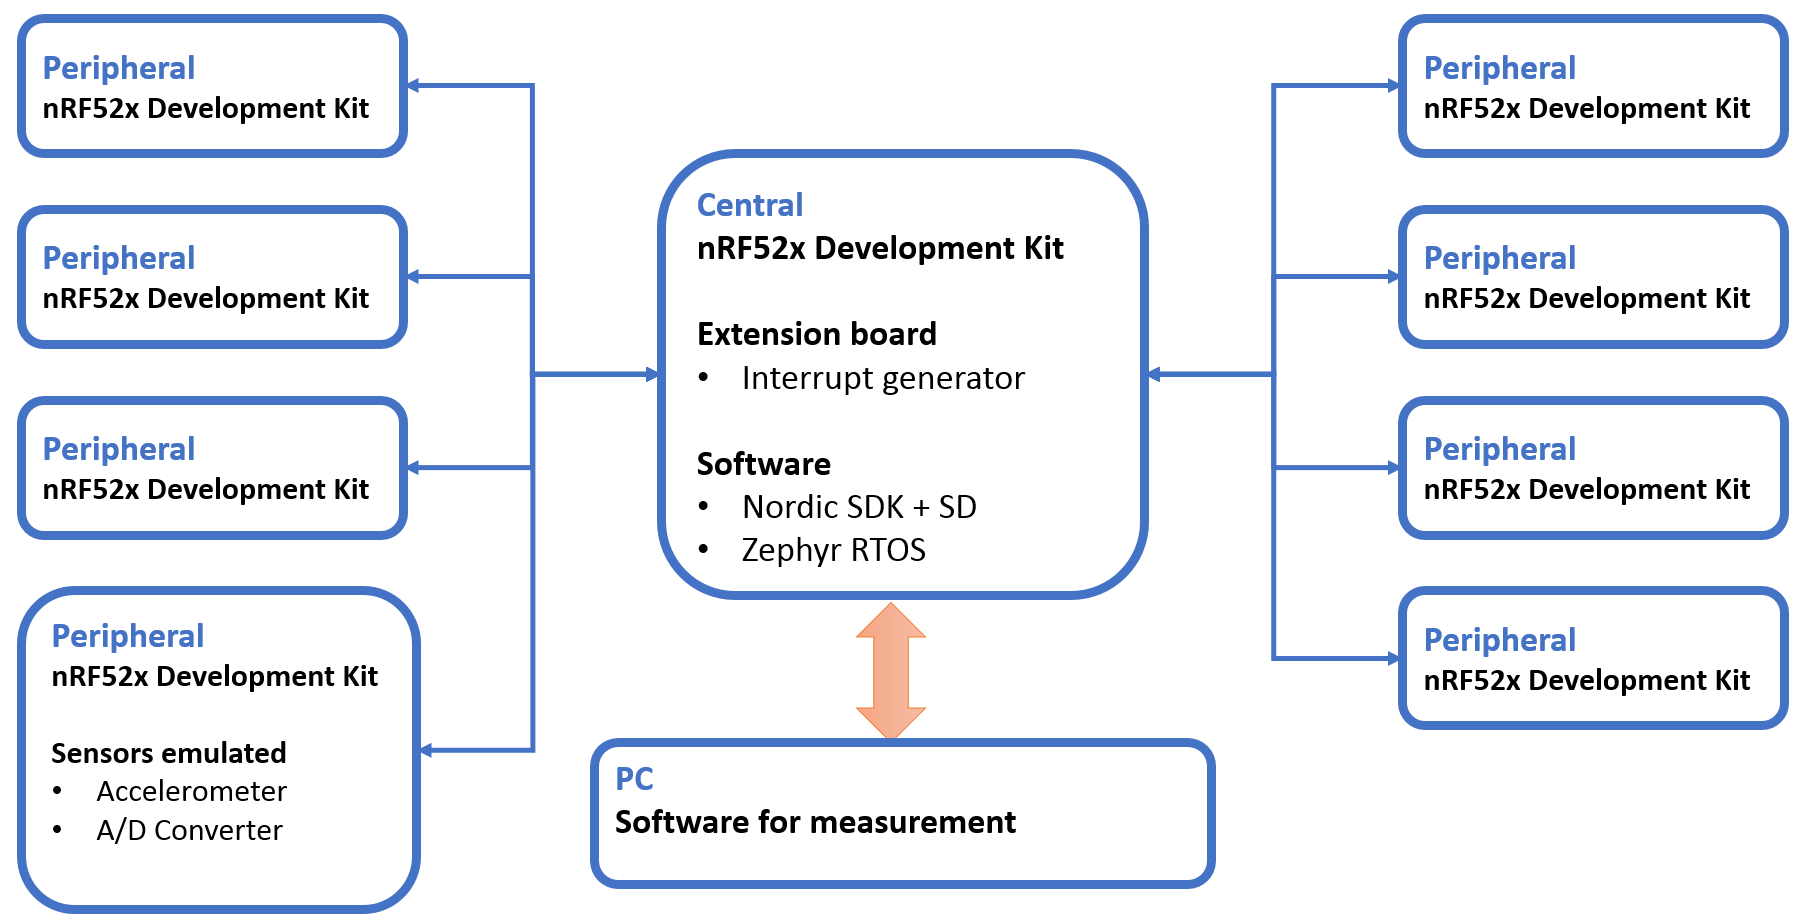 Peripheral
nRF52x Development Kit
Peripheral
nRF52x Development Kit
Peripheral
nRF52x Development Kit
Peripheral
nRF52x Development Kit
Sensors emulated
• Accelerometer
• A/D Converter
Central
nRF52x Development Kit
Extension board
• Interrupt generator
Software
• Nordic SDK + SD
• Zephyr RTOS
PC
Software for measurement
Peripheral
nRF52x Development Kit
Peripheral
nRF52x Development Kit
Peripheral
nRF52x Development Kit
Peripheral
nRF52x Development Kit